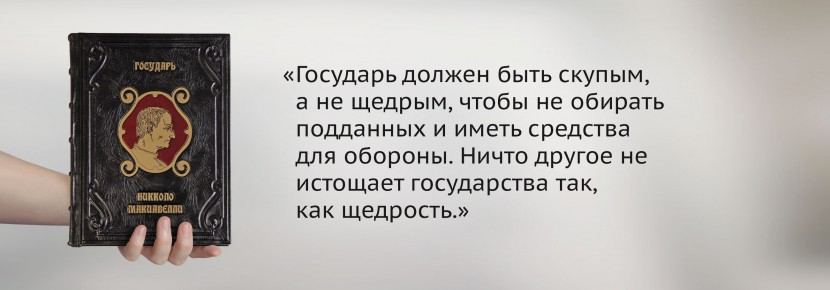 ГОСУДАРЬ
НИККОЛО
МАКИАВЕЛЛИ
«Государь должен быть скупым,
а не щедрым, чтобы не обирать
подданных и иметь средства
для обороны. Ничто другое не
истощает государства так,
как щедрость.»